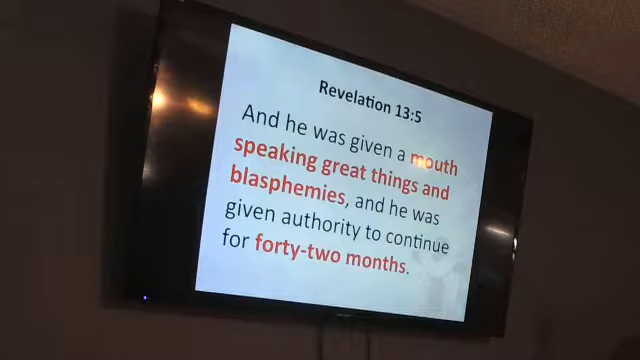 Revelation 13:5
And he was given a mouth
speaking great things and
blasphemies, and he was
given authority to continue
for forty-two months.